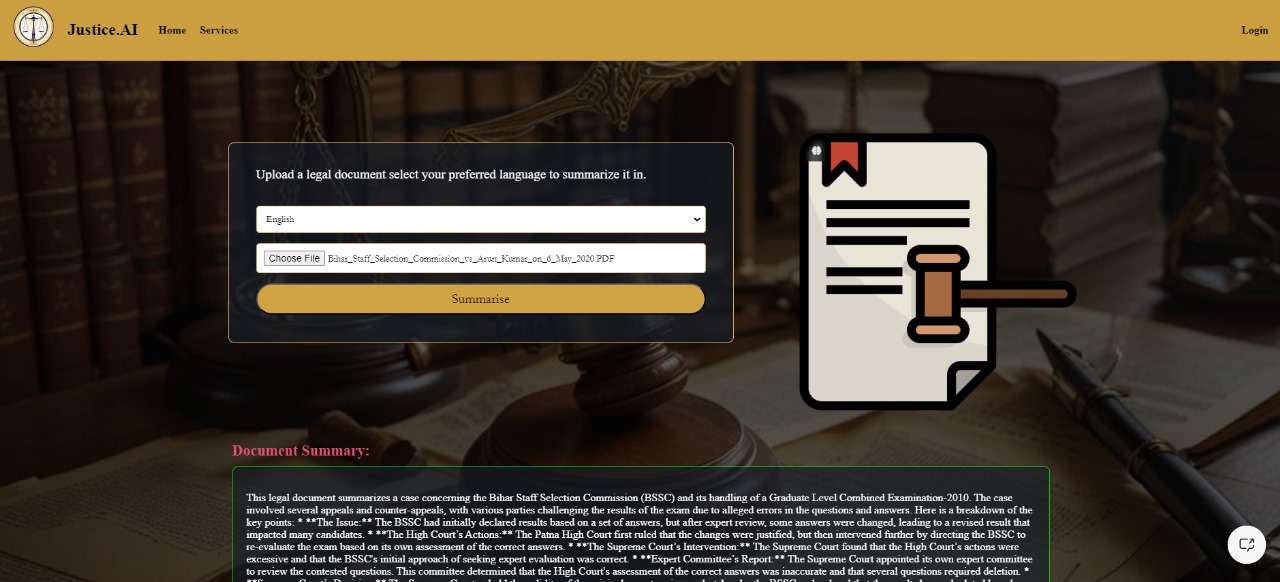 Justice.AI
Home
Services
Login
Upload a legal document select your preferred language to summarize it in.
English
Choose File Bihar_Staff_Selection_Commission_vs_Arun_Kumar_on_6_May_2020.PDF
Summarise
Document Summary:
This legal document summarizes a case concerning the Bihar Staff Selection Commission (BSSC) and its handling of a Graduate Level Combined Examination-2010. The case
involved several appeals and counter-appeals, with various parties challenging the results of the exam due to alleged errors in the questions and answers. Here is a breakdown of the
key points: * **The Issue:** The BSSC had initially declared results based on a set of answers, but after expert review, some answers were changed, leading to a revised result that
impacted many candidates. * **The High Court's Actions:** The Patna High Court first ruled that the changes were justified, but then intervened further by directing the BSSC to
re-evaluate the exam based on its own assessment of the correct answers. * **The Supreme Court's Intervention:** The Supreme Court found that the High Court's actions were
excessive and that the BSSC's initial approach of seeking expert evaluation was correct. * **Expert Committee's Report:** The Supreme Court appointed its own expert committee
to review the contested questions. This committee determined that the High Court's assessment of the correct answers was inaccurate and that several questions required deletion. *